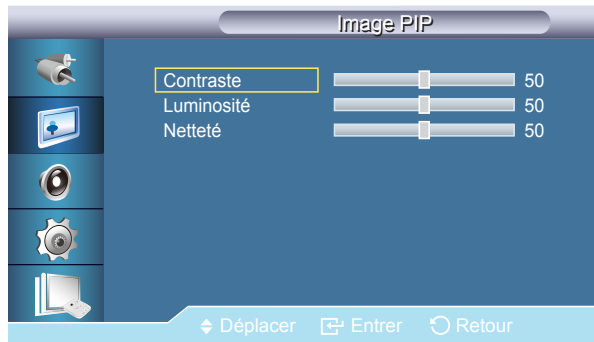 Image PIP
Contraste 50
Luminosité 50
Netteté 50
Déplacer Entrer Retour